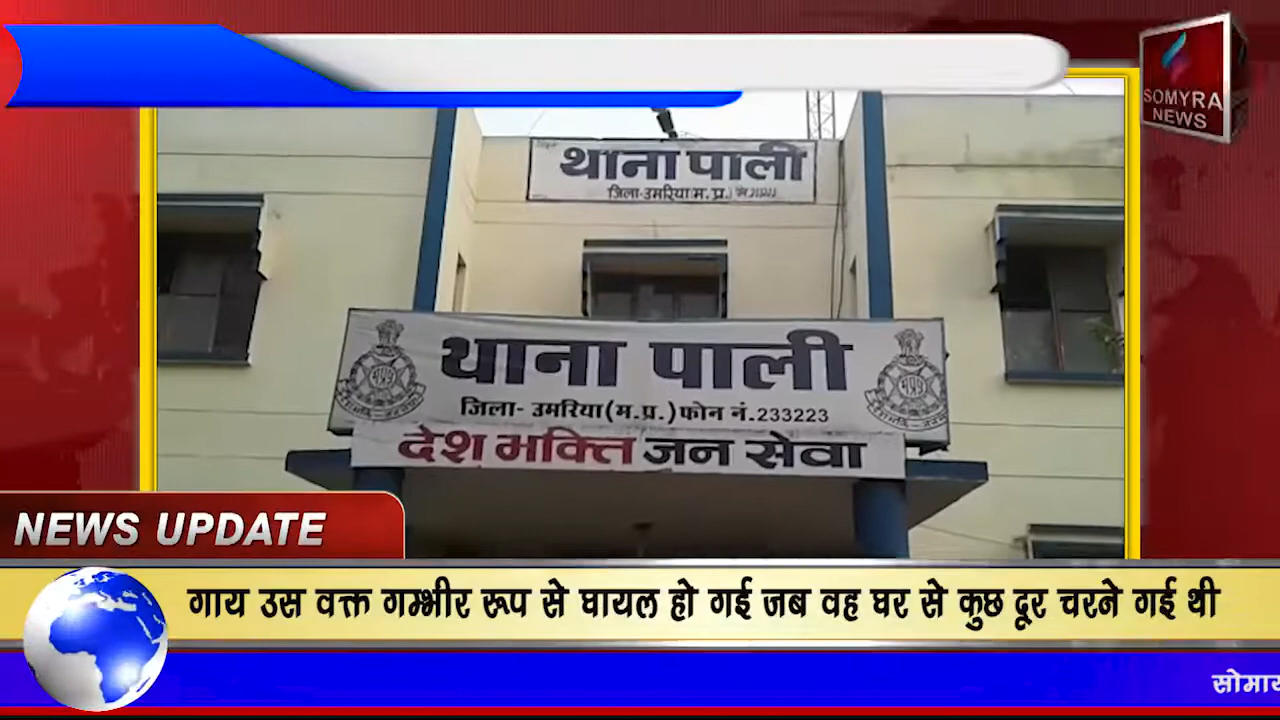 SOMYRA
NEWS
थाना पाली
जिला-उमरिया म.प्र.
थाना पाली
जिला- उमरिया(म.प्र.)फोन नं.233223
देश भक्ति जन सेवा
NEWS UPDATE
गाय उस वक्त गम्भीर रूप से घायल हो गई जब वह घर से कुछ दूर चरने गई थी